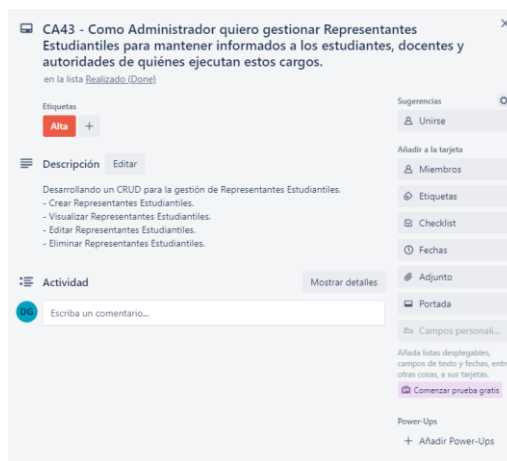 CA43 - Como Administrador quiero gestionar Representantes
Estudiantiles para mantener informados a los estudiantes, docentes y
autoridades de quiénes ejecutan estos cargos.
en la lista Realizado (Done)
Etiquetas
Alta +
Descripción Editar
Desarrollando un CRUD para la gestión de Representantes Estudiantiles.
- Crear Representantes Estudiantiles.
- Visualizar Representantes Estudiantiles.
- Editar Representantes Estudiantiles.
- Eliminar Representantes Estudiantiles.
Actividad Mostrar detalles
DG Escriba un comentario...
Sugerencias
Unirse
Añadir a la tarjeta
Miembros
Etiquetas
Checklist
Fechas
Adjunto
Portada
Campos personali...
Añada listas desplegables,
campos de texto y fechas, entr
otras cosas, a sus tarjetas.
Comenzar prueba gratis
Power-Ups
+ Añadir Power-Ups